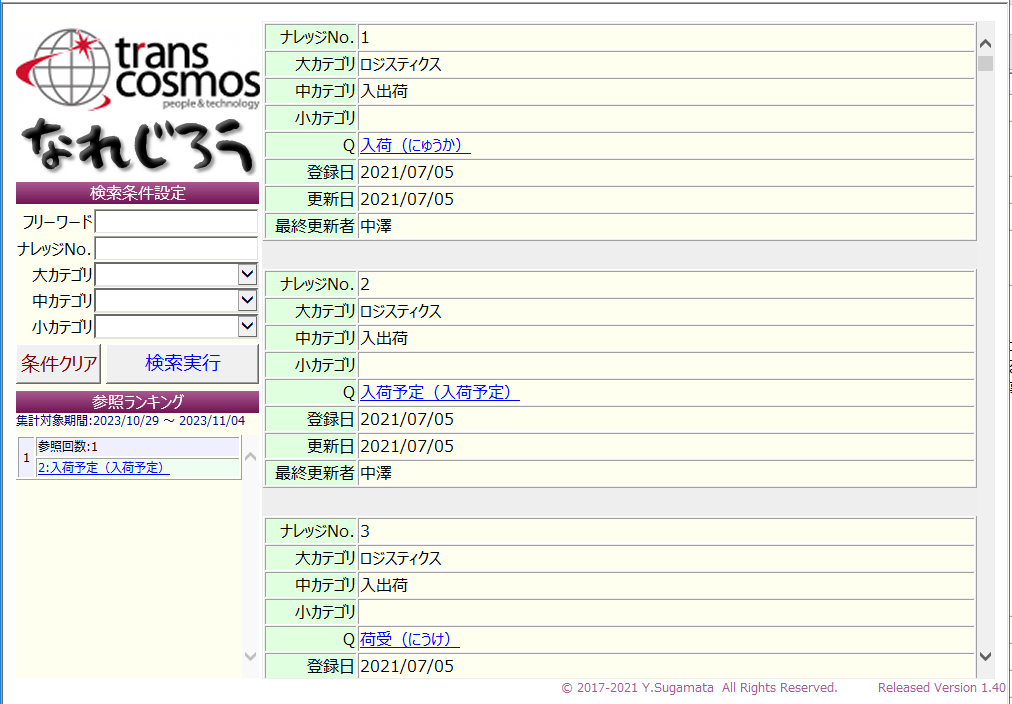 trans
cosmos
people & technology
なれじろう
検索条件設定
フリーワード
ナレッジNo.
大カテゴリ
中カテゴリ
小カテゴリ
条件クリア 検索実行
参照ランキング
集計対象期間:2023/10/29 ～ 2023/11/04
1 参照回数:1
2:入荷予定（入荷予定）
ナレッジNo. 1
大カテゴリ ロジスティクス
中カテゴリ 入出荷
小カテゴリ
Q 入荷（にゅうか）
登録日 2021/07/05
更新日 2021/07/05
最終更新者 中澤
ナレッジNo. 2
大カテゴリ ロジスティクス
中カテゴリ 入出荷
小カテゴリ
Q 入荷予定（入荷予定）
登録日 2021/07/05
更新日 2021/07/05
最終更新者 中澤
ナレッジNo. 3
大カテゴリ ロジスティクス
中カテゴリ 入出荷
小カテゴリ
Q 荷受（にうけ）
登録日 2021/07/05
© 2017-2021 Y.Sugamata All Rights Reserved. Released Version 1.40